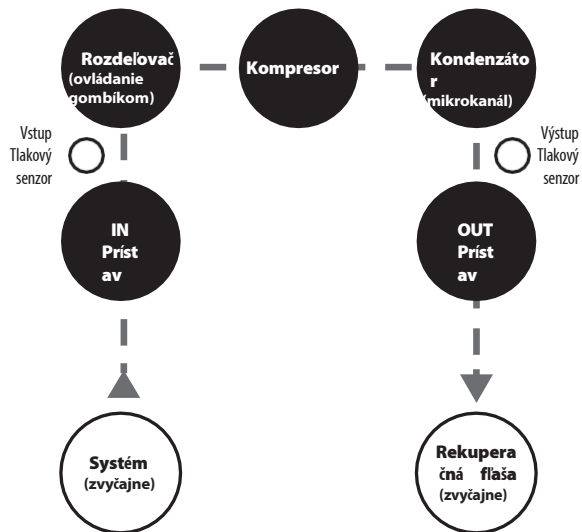 Rozdeľovač
(ovládanie
gombíkom)
Kompresor
Kondenzáto
r
(mikrokanál)
Vstup
Tlakový
senzor
Výstup
Tlakový
senzor
IN
Príst
av
OUT
Príst
av
Systém
(zvyčajne)
Rekupera
čná fľaša
(zvyčajne)